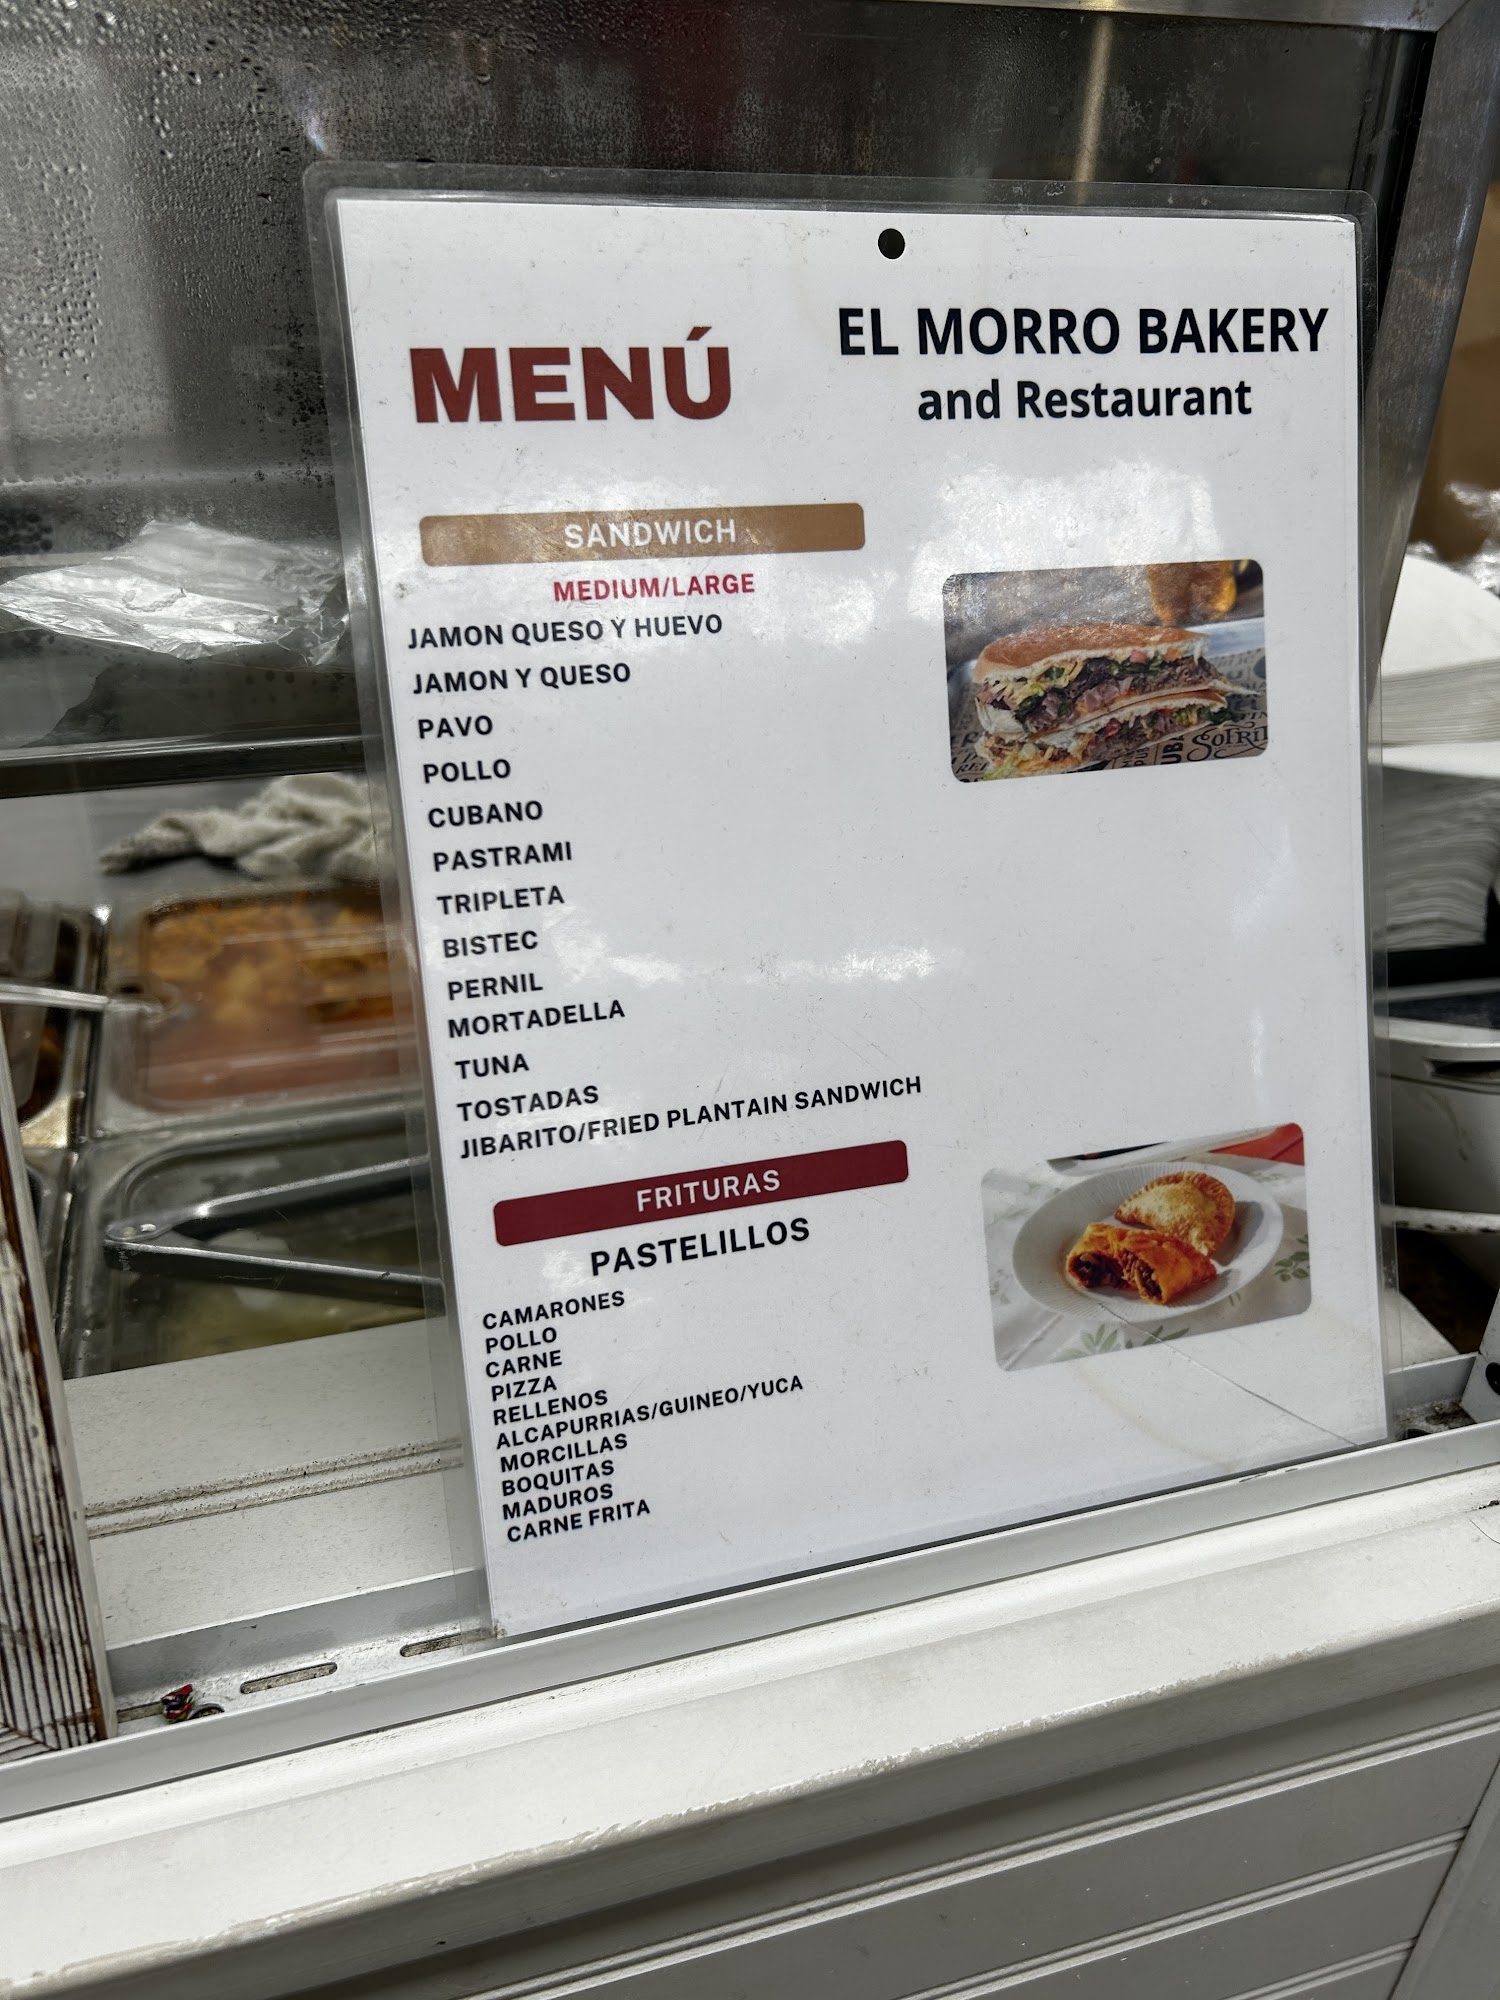 MENÚ
EL MORRO BAKERY
and Restaurant
SANDWICH
MEDIUM/LARGE
JAMON QUESO Y HUEVO
JAMON Y QUESO
PAVO
POLLO
CUBANO
PASTRAMI
TRIPLETA
BISTEC
PERNIL
MORTADELLA
TUNA
TOSTADAS
JIBARITO/FRIED PLANTAIN SANDWICH
FRITURAS
PASTELILLOS
CAMARONES
POLLO
CARNE
PIZZA
RELLENOS
ALCAPURRIAS/GUINEO/YUCA
MORCILLAS
BOQUITAS
MADUROS
CARNE FRITA